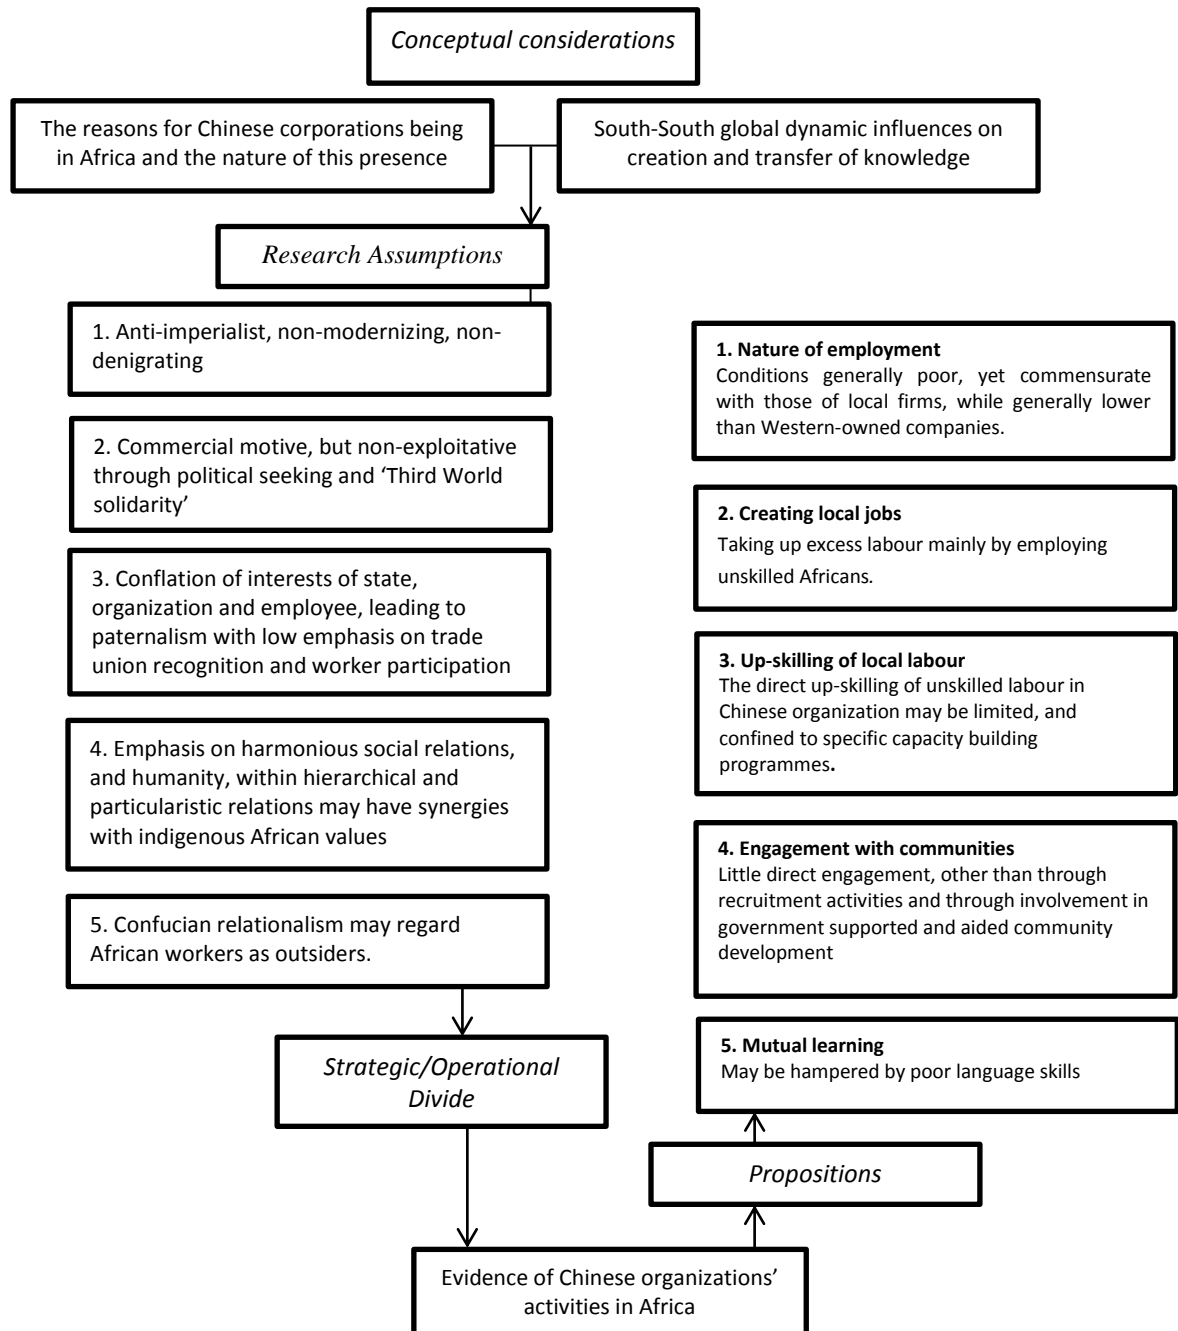 Conceptual considerations
The reasons for Chinese corporations being
in Africa and the nature of this presence
South-South global dynamic influences on
creation and transfer of knowledge
Research Assumptions
1. Anti-imperialist, non-modernizing, non-
denigrating
2. Commercial motive, but non-exploitative
through political seeking and ‘Third World
solidarity’
3. Conflation of interests of state,
organization and employee, leading to
paternalism with low emphasis on trade
union recognition and worker participation
4. Emphasis on harmonious social relations,
and humanity, within hierarchical and
particularistic relations may have synergies
with indigenous African values
5. Confucian relationalism may regard
African workers as outsiders.
Strategic/Operational
Divide
Evidence of Chinese organizations’
activities in Africa
Propositions
1. Nature of employment
Conditions generally poor, yet commensurate
with those of local firms, while generally lower
than Western-owned companies.
2. Creating local jobs
Taking up excess labour mainly by employing
unskilled Africans.
3. Up-skilling of local labour
The direct up-skilling of unskilled labour in
Chinese organization may be limited, and
confined to specific capacity building
programmes.
4. Engagement with communities
Little direct engagement, other than through
recruitment activities and through involvement in
government supported and aided community
development
5. Mutual learning
May be hampered by poor language skills